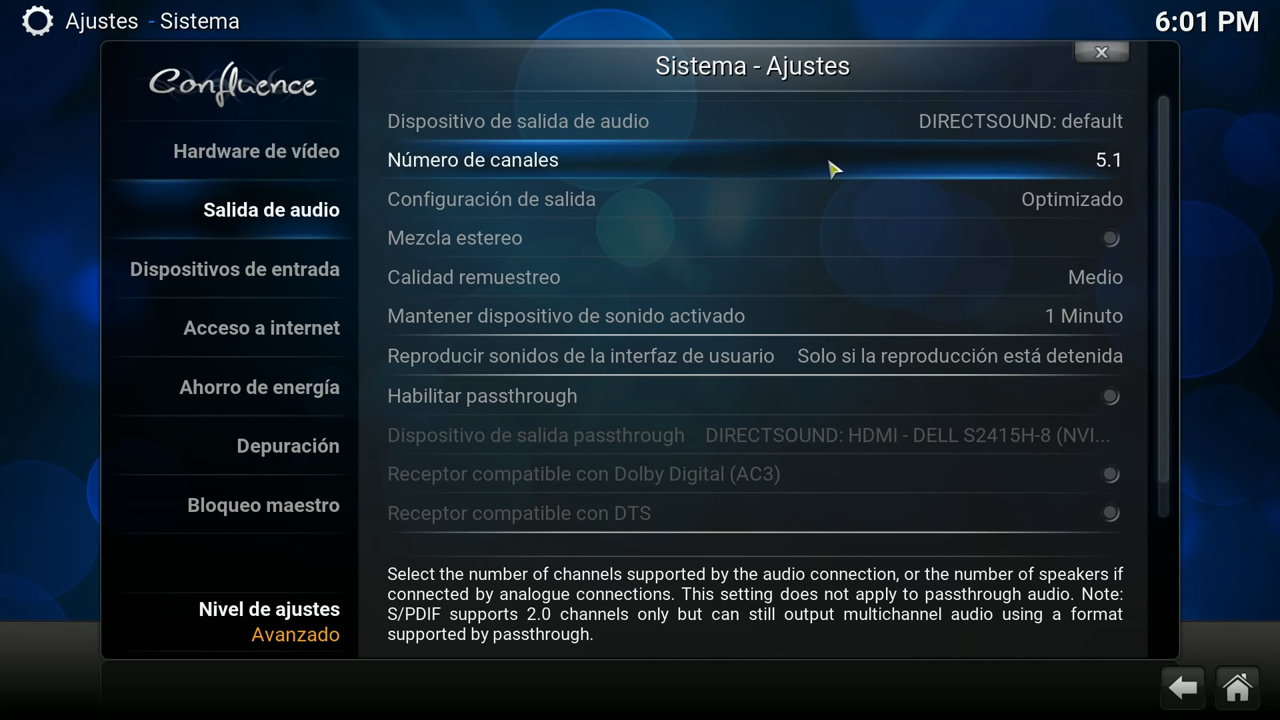 Ajustes - Sistema
6:01 PM
Confluence
Sistema - Ajustes
Hardware de vídeo
Salida de audio
Dispositivos de entrada
Acceso a internet
Ahorro de energía
Depuración
Bloqueo maestro
Nivel de ajustes
Avanzado
Dispositivo de salida de audio DIRECTSOUND: default
Número de canales 5.1
Configuración de salida Optimizado
Mezcla estereo
Calidad remuestreo Medio
Mantener dispositivo de sonido activado 1 Minuto
Reproducir sonidos de la interfaz de usuario Solo si la reproducción está detenida
Habilitar passthrough
Dispositivo de salida passthrough DIRECTSOUND: HDMI - DELL S2415H-8 (NVI...
Receptor compatible con Dolby Digital (AC3)
Receptor compatible con DTS
Select the number of channels supported by the audio connection, or the number of speakers if
connected by analogue connections. This setting does not apply to passthrough audio. Note:
S/PDIF supports 2.0 channels only but can still output multichannel audio using a format
supported by passthrough.